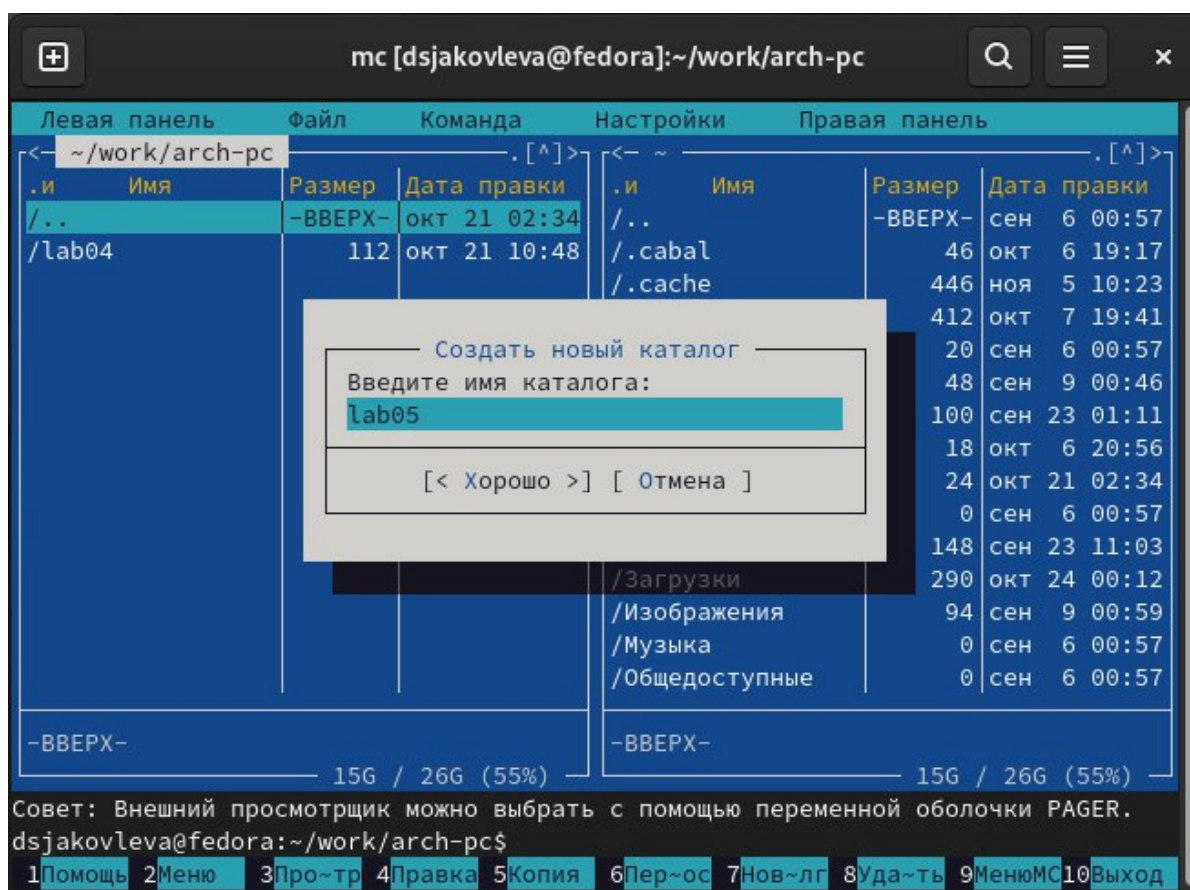 mc [dsjakovleva@fedora]:~/work/arch-pc
Левая панель Файл Команда Настройки Правая панель
<— ~/work/arch-pc .[^]> <— ~ .[^]>
.и Имя Размер Дата правки .и Имя Размер Дата правки
/.. -ВВЕРХ- окт 21 02:34 /.. -ВВЕРХ- сен 6 00:57
/lab04 112 окт 21 10:48 /.cabal 46 окт 6 19:17
/.cache 446 ноя 5 10:23
412 окт 7 19:41
Создать новый каталог 20 сен 6 00:57
Введите имя каталога: 48 сен 9 00:46
lab05 100 сен 23 01:11
18 окт 6 20:56
[< Хорошо >] [ Отмена ] 24 окт 21 02:34
0 сен 6 00:57
148 сен 23 11:03
/Загрузки 290 окт 24 00:12
/Изображения 94 сен 9 00:59
/Музыка 0 сен 6 00:57
/Общедоступные 0 сен 6 00:57
-ВВЕРХ- -ВВЕРХ-
15G / 26G (55%) 15G / 26G (55%)
Совет: Внешний просмотрщик можно выбрать с помощью переменной оболочки PAGER.
dsjakovleva@fedora:~/work/arch-pc$
1Помощь 2Меню 3Про~тр 4Правка 5Копия 6Пер~ос 7Нов~лг 8Уда~ть 9МенюMC10Выход